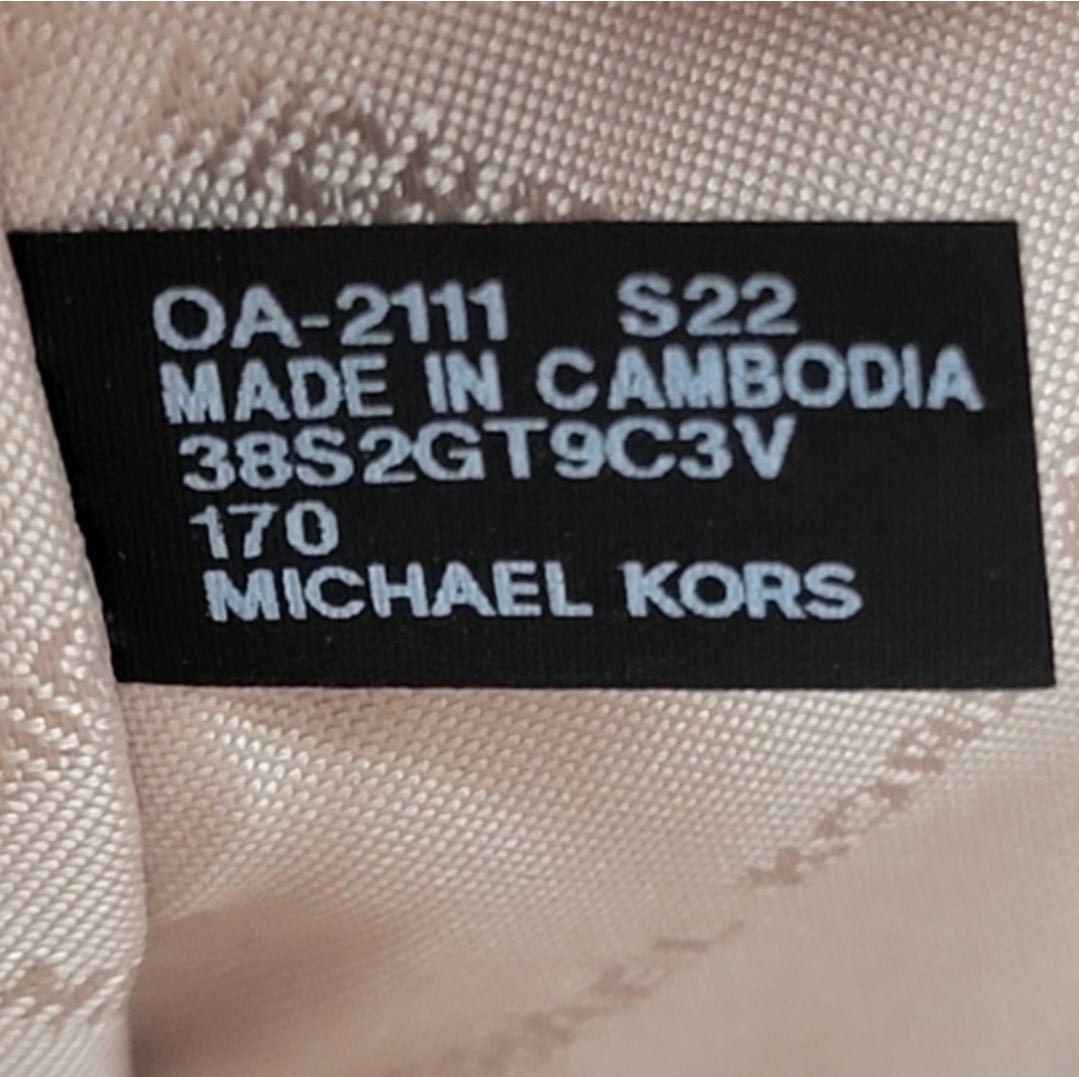 OA-2111 S22
MADE IN CAMBODIA
38S2GT9C3V
170
MICHAEL KORS